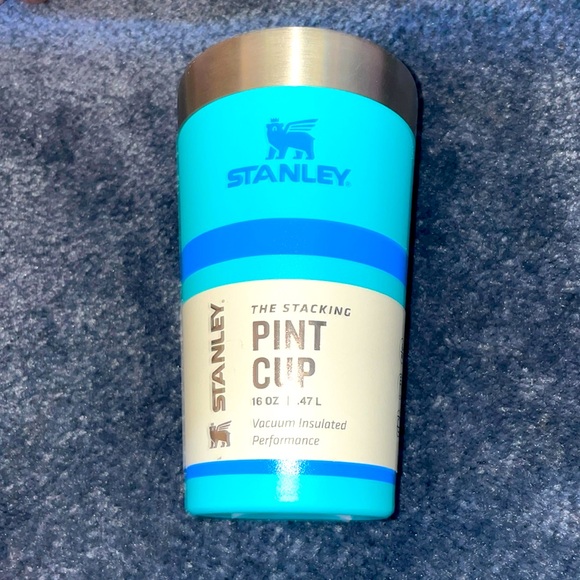 STANLEY.
THE STACKING
PINT
CUP
16 OZ | .47 L
Vacuum Insulated
Performance
STANLEY.